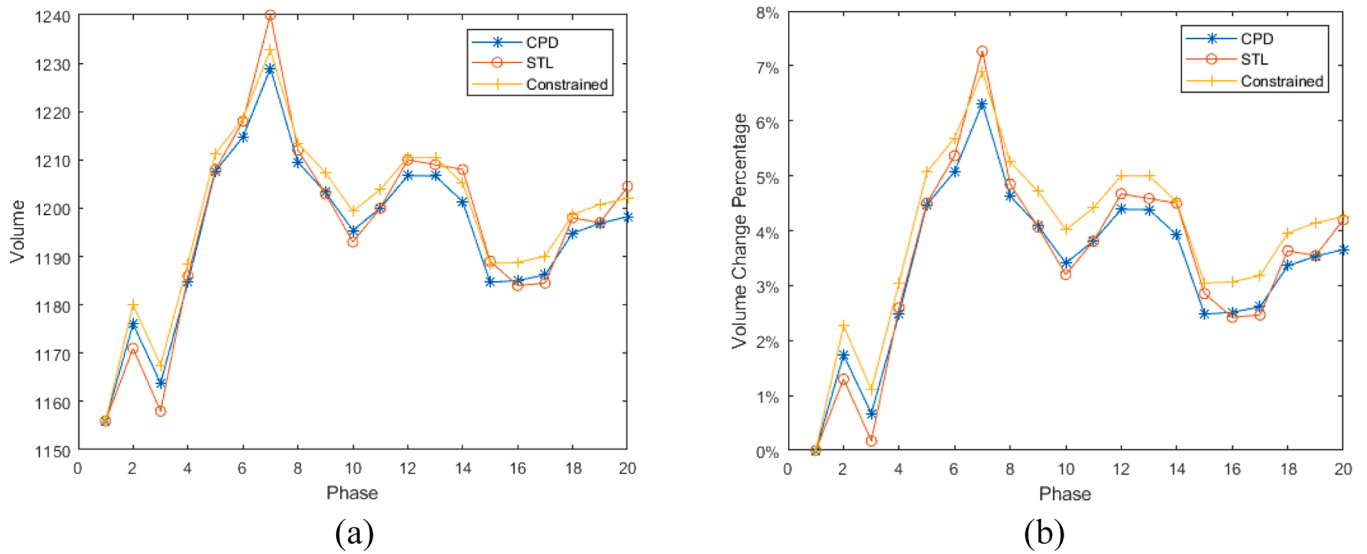 1240
1230
1220
1210
1200
1190
1180
1170
1160
1150
Volume
0 2 4 6 8 10 12 14 16 18 20
Phase
CPD
STL
Constrained
(a)
8%
7%
6%
5%
4%
3%
2%
1%
0%
Volume Change Percentage
0 2 4 6 8 10 12 14 16 18 20
Phase
CPD
STL
Constrained
(b)